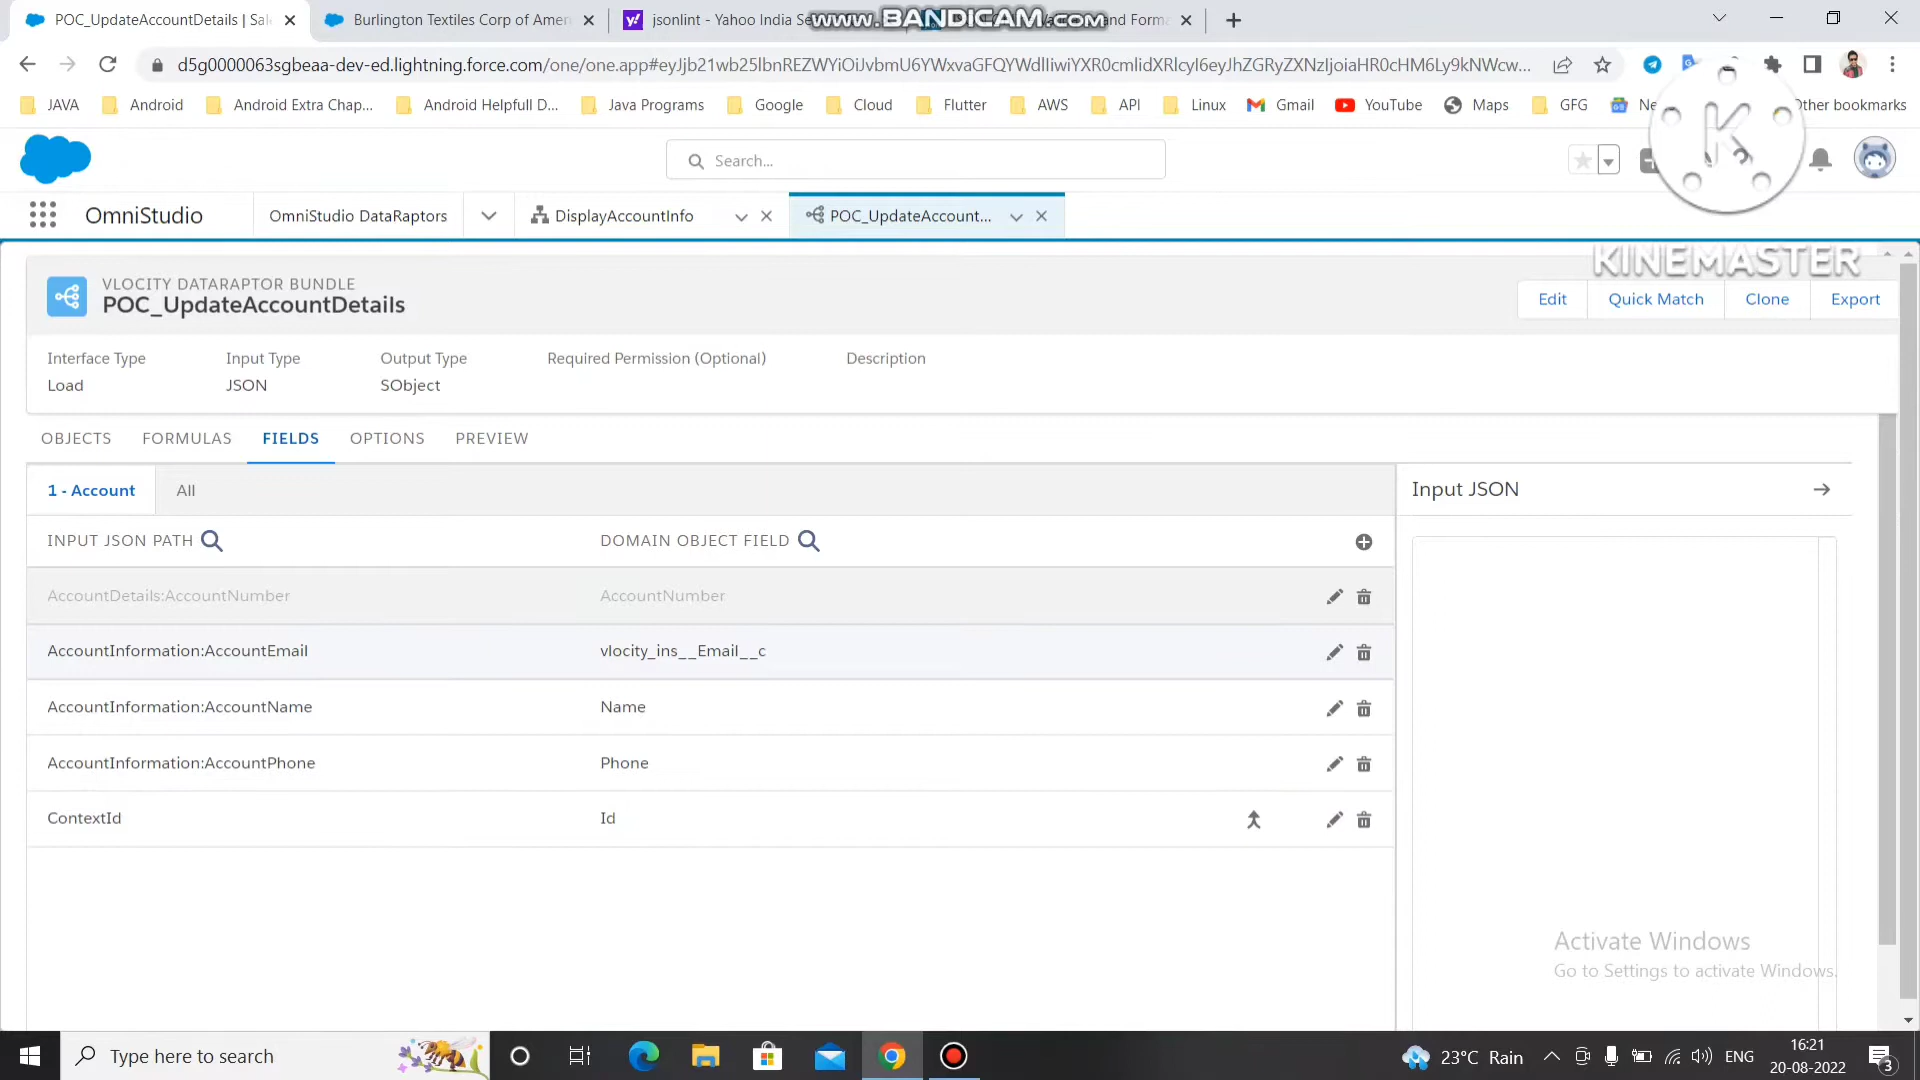 POC_UpdateAccountDetails | Sal
Burlington Textiles Corp of Amer
jsonlint - Yahoo India Se
and Forma
www.BANDICAM.com
d5g0000063sgbeaa-dev-ed.lightning.force.com/one/one.app#eyJjb21wb25lbnREZWYiOiJvbmU6YWxvaGFQYWdlIiwiYXR0cmlidXRlcyI6eyJhZGRyZXNzIjoiaHR0cHM6Ly9kNWcw...
JAVA
Android
Android Extra Chap...
Android Helpfull D...
Java Programs
Google
Cloud
Flutter
AWS
API
Linux
Gmail
YouTube
Maps
GFG
Other bookmarks
K
Search...
OmniStudio
OmniStudio DataRaptors
DisplayAccountInfo
POC_UpdateAccount...
KINEMASTER
VLOCITY DATARAPTOR BUNDLE
POC_UpdateAccountDetails
Edit
Quick Match
Clone
Export
Interface Type
Input Type
Output Type
Required Permission (Optional)
Description
Load
JSON
SObject
OBJECTS
FORMULAS
FIELDS
OPTIONS
PREVIEW
1 - Account
All
Input JSON
INPUT JSON PATH
DOMAIN OBJECT FIELD
AccountDetails:AccountNumber
AccountNumber
AccountInformation:AccountEmail
vlocity_ins__Email__c
AccountInformation:AccountName
Name
AccountInformation:AccountPhone
Phone
ContextId
Id
Activate Windows
Go to Settings to activate Windows.
Type here to search
23°C Rain
ENG
16:21
20-08-2022
3